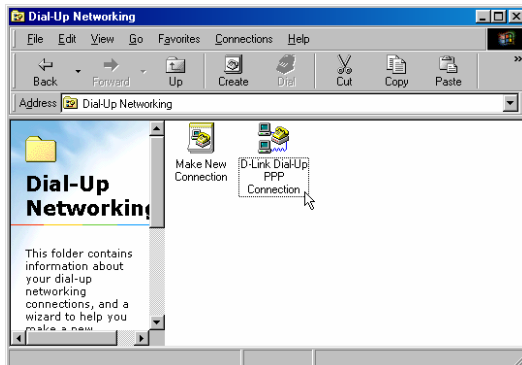 Dial-Up Networking
File Edit View Go Favorites Connections Help
Back Forward Up Create Dial Cut Copy Paste »
Address Dial-Up Networking
Make New
Connection
D-Link Dial-Up
PPP
Connection
Dial-Up
Networking
This folder contains
information about
your dial-up
networking
connections, and a
wizard to help you
make a new